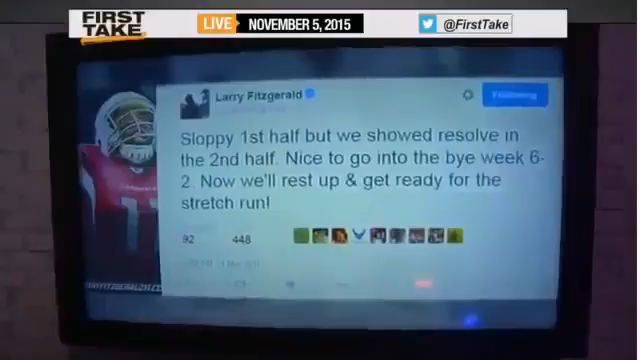 FIRST TAKE
LIVE NOVEMBER 5, 2015
@FirstTake
Larry Fitzgerald
Following
Sloppy 1st half but we showed resolve in
the 2nd half. Nice to go into the bye week 6-
2. Now we'll rest up & get ready for the
stretch run!
92 448